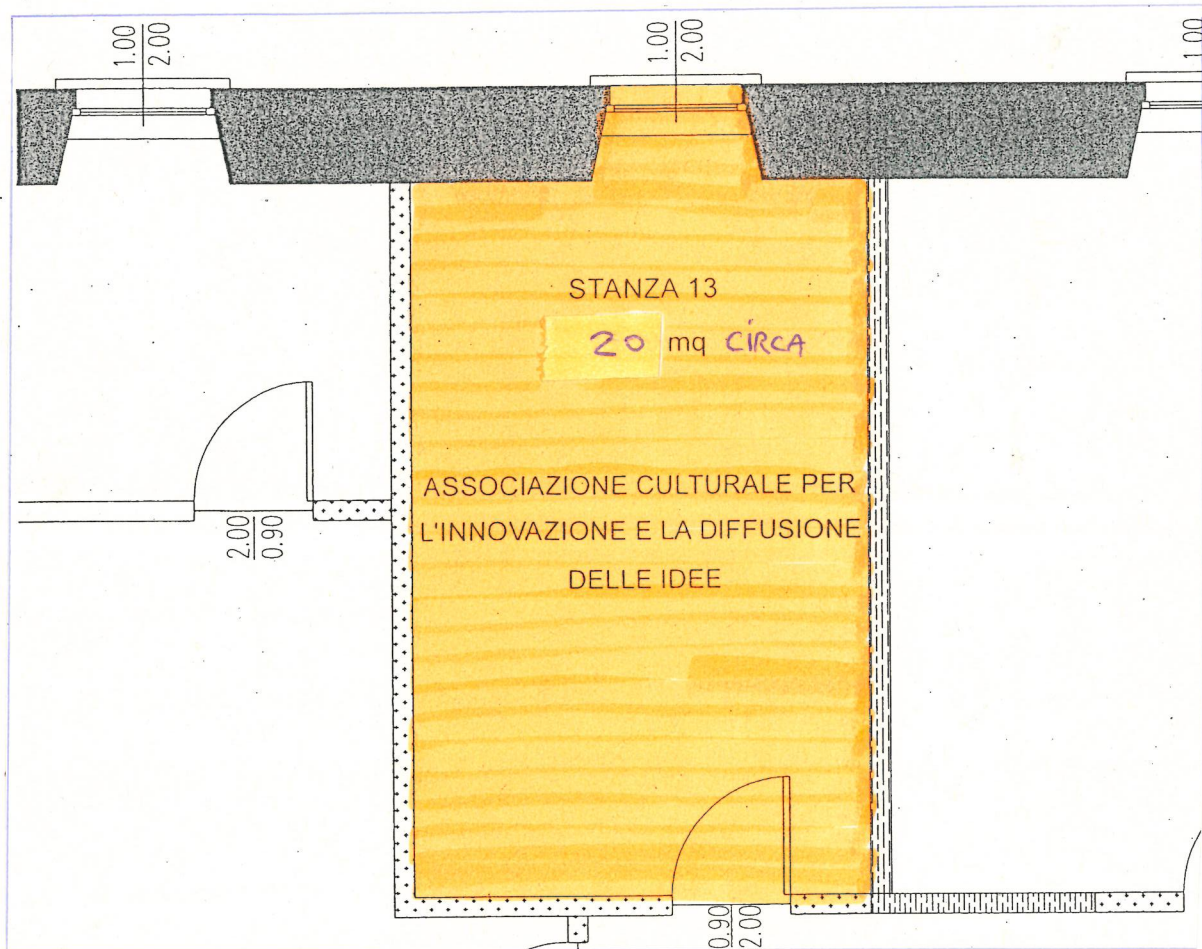 1.00
2.00
1.00
2.00
1.00
STANZA 13
20 mq CIRCA
ASSOCIAZIONE CULTURALE PER
L'INNOVAZIONE E LA DIFFUSIONE
DELLE IDEE
2.00
0.90
0.90
2.00